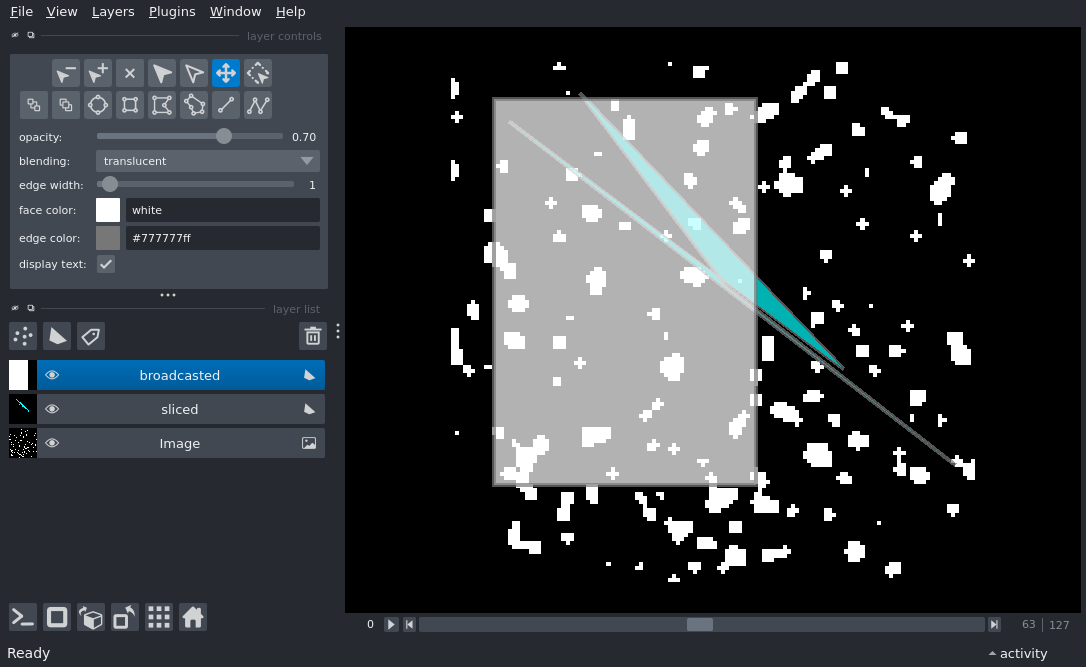 File View Layers Plugins Window Help
layer controls
opacity: 0.70
blending: translucent
edge width: 1
face color: white
edge color: #777777ff
display text:
layer list
broadcasted
sliced
Image
0 63 127
Ready activity